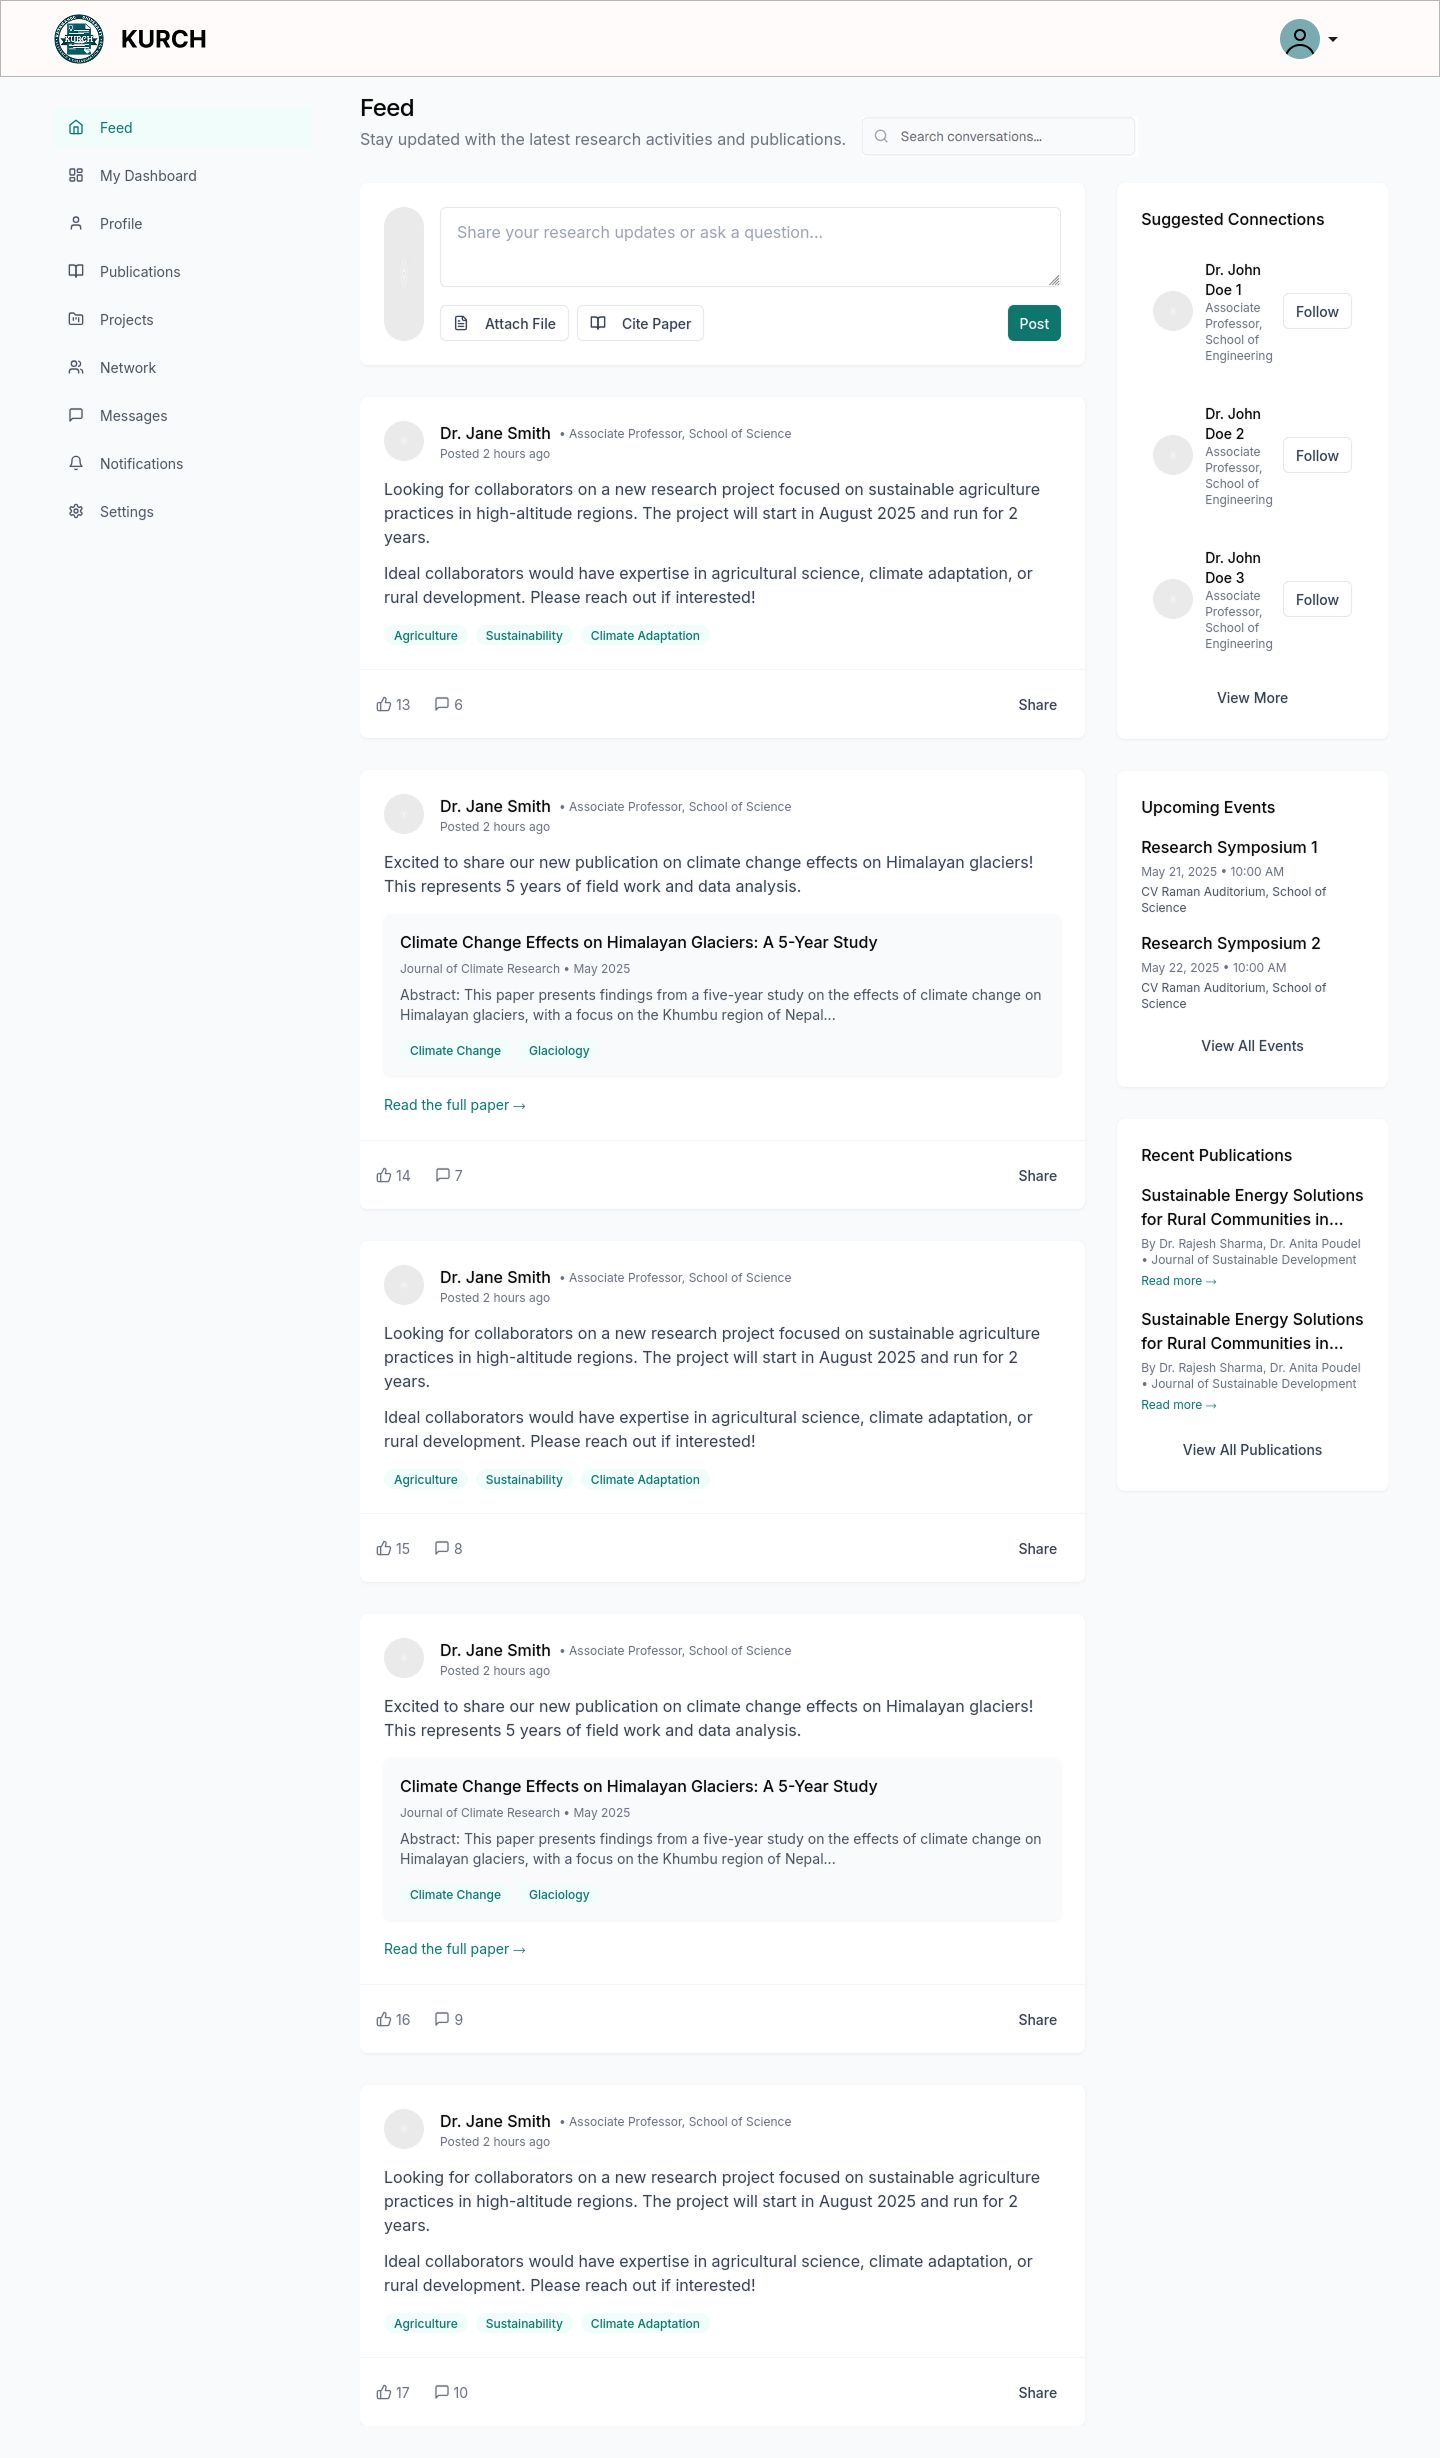 KURCH
KURCH
Feed
My Dashboard
Profile
Publications
Projects
Network
Messages
Notifications
Settings
Feed
Stay updated with the latest research activities and publications.
Search conversations...
Share your research updates or ask a question...
Attach File
Cite Paper
Post
Dr. Jane Smith • Associate Professor, School of Science
Posted 2 hours ago
Looking for collaborators on a new research project focused on sustainable agriculture
practices in high-altitude regions. The project will start in August 2025 and run for 2
years.
Ideal collaborators would have expertise in agricultural science, climate adaptation, or
rural development. Please reach out if interested!
Agriculture Sustainability Climate Adaptation
13 6 Share
Dr. Jane Smith • Associate Professor, School of Science
Posted 2 hours ago
Excited to share our new publication on climate change effects on Himalayan glaciers!
This represents 5 years of field work and data analysis.
Climate Change Effects on Himalayan Glaciers: A 5-Year Study
Journal of Climate Research • May 2025
Abstract: This paper presents findings from a five-year study on the effects of climate change on
Himalayan glaciers, with a focus on the Khumbu region of Nepal...
Climate Change Glaciology
Read the full paper →
14 7 Share
Dr. Jane Smith • Associate Professor, School of Science
Posted 2 hours ago
Looking for collaborators on a new research project focused on sustainable agriculture
practices in high-altitude regions. The project will start in August 2025 and run for 2
years.
Ideal collaborators would have expertise in agricultural science, climate adaptation, or
rural development. Please reach out if interested!
Agriculture Sustainability Climate Adaptation
15 8 Share
Dr. Jane Smith • Associate Professor, School of Science
Posted 2 hours ago
Excited to share our new publication on climate change effects on Himalayan glaciers!
This represents 5 years of field work and data analysis.
Climate Change Effects on Himalayan Glaciers: A 5-Year Study
Journal of Climate Research • May 2025
Abstract: This paper presents findings from a five-year study on the effects of climate change on
Himalayan glaciers, with a focus on the Khumbu region of Nepal...
Climate Change Glaciology
Read the full paper →
16 9 Share
Dr. Jane Smith • Associate Professor, School of Science
Posted 2 hours ago
Looking for collaborators on a new research project focused on sustainable agriculture
practices in high-altitude regions. The project will start in August 2025 and run for 2
years.
Ideal collaborators would have expertise in agricultural science, climate adaptation, or
rural development. Please reach out if interested!
Agriculture Sustainability Climate Adaptation
17 10 Share
Suggested Connections
Dr. John
Doe 1
Associate
Professor,
School of
Engineering
Follow
Dr. John
Doe 2
Associate
Professor,
School of
Engineering
Follow
Dr. John
Doe 3
Associate
Professor,
School of
Engineering
Follow
View More
Upcoming Events
Research Symposium 1
May 21, 2025 • 10:00 AM
CV Raman Auditorium, School of
Science
Research Symposium 2
May 22, 2025 • 10:00 AM
CV Raman Auditorium, School of
Science
View All Events
Recent Publications
Sustainable Energy Solutions
for Rural Communities in...
By Dr. Rajesh Sharma, Dr. Anita Poudel
• Journal of Sustainable Development
Read more →
Sustainable Energy Solutions
for Rural Communities in...
By Dr. Rajesh Sharma, Dr. Anita Poudel
• Journal of Sustainable Development
Read more →
View All Publications